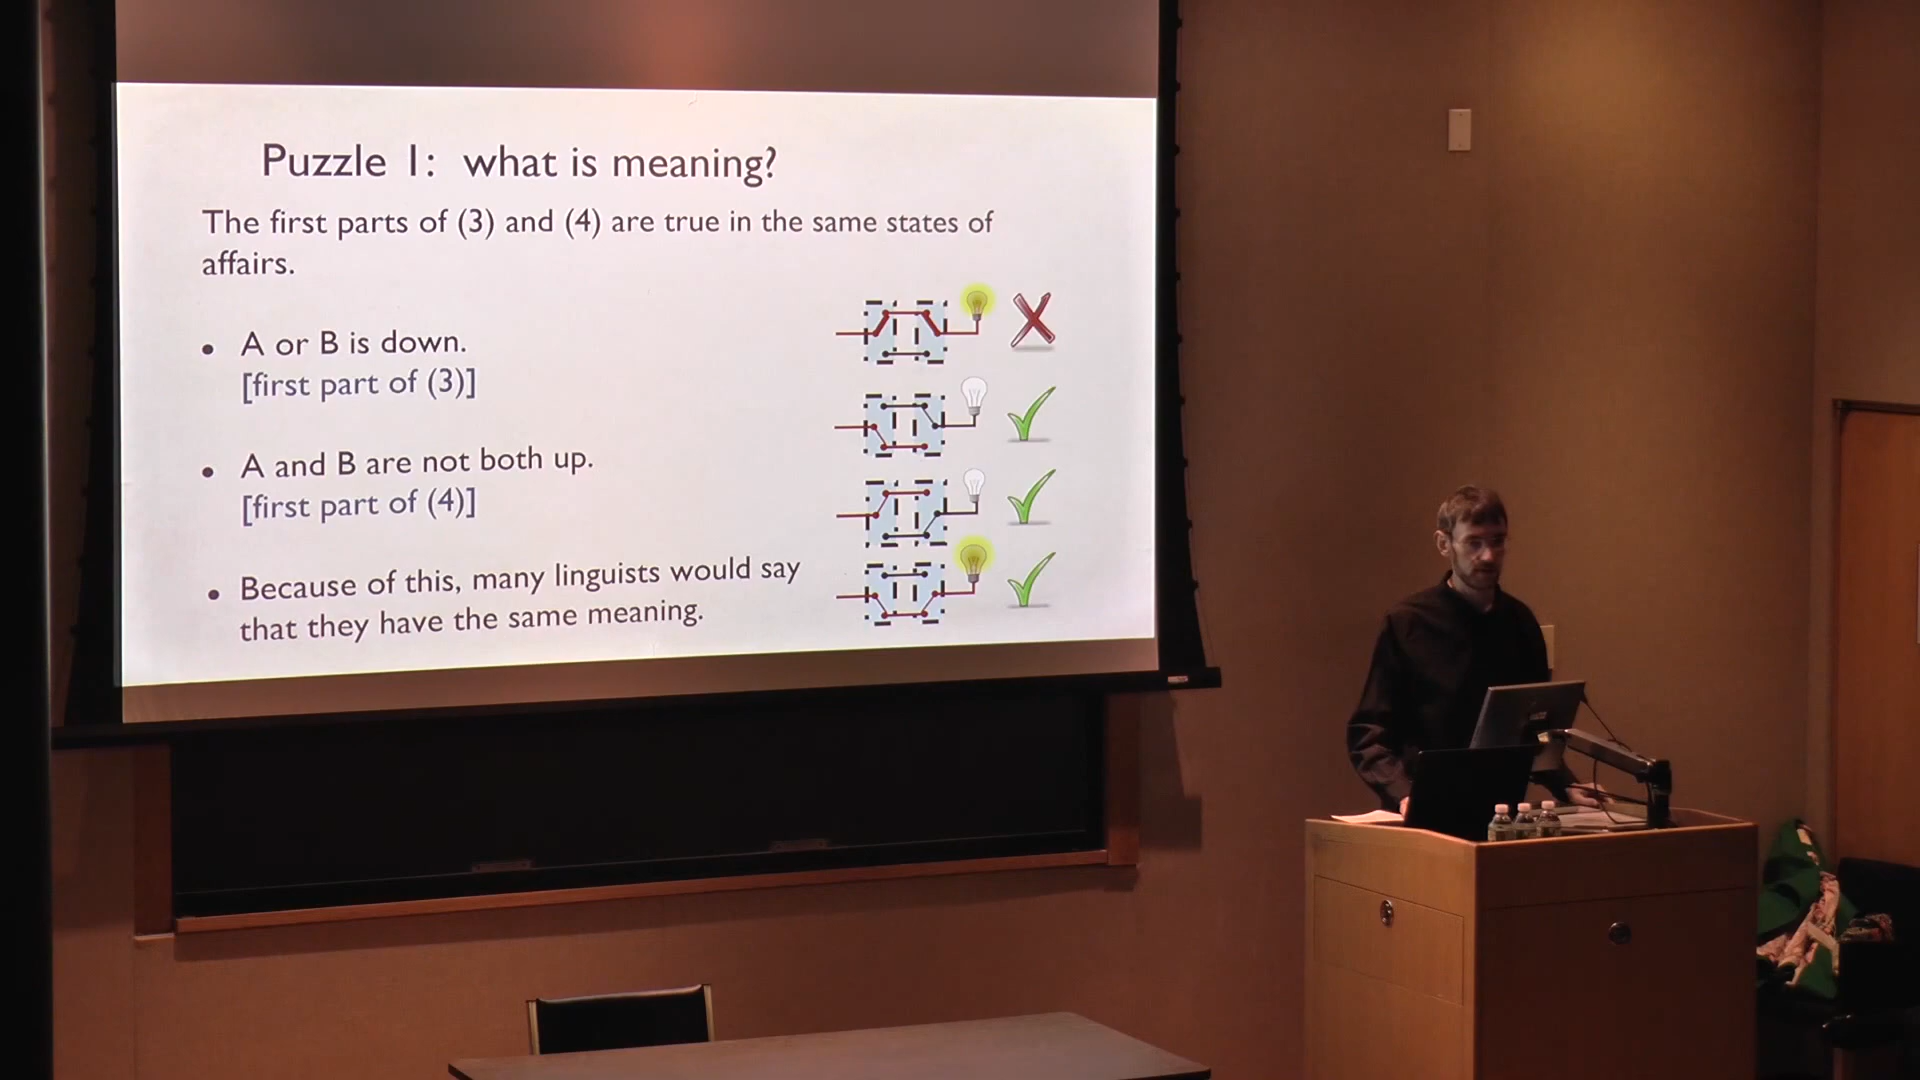 Puzzle 1: what is meaning?
The first parts of (3) and (4) are true in the same states of
affairs.
• A or B is down.
[first part of (3)]
• A and B are not both up.
[first part of (4)]
• Because of this, many linguists would say
that they have the same meaning.